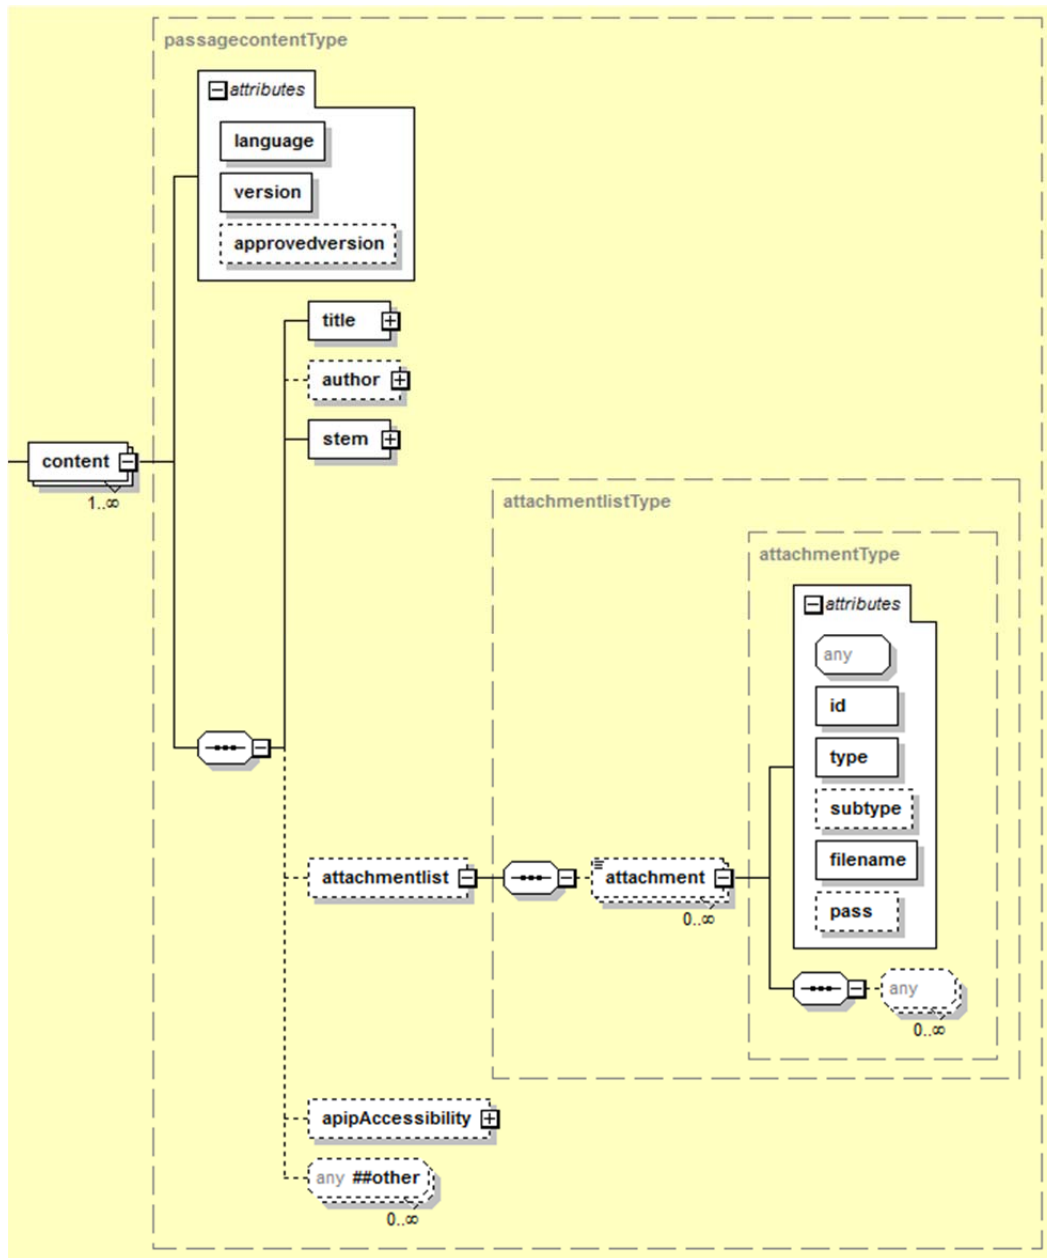 passagecontentType
attributes
language
version
approvedversion
title
author
stem
content
1..∞
attachmentlistType
attachmentType
attributes
any
id
type
subtype
filename
pass
attachmentlist
attachment
0..∞
any
0..∞
apipAccessibility
any ##other
0..∞